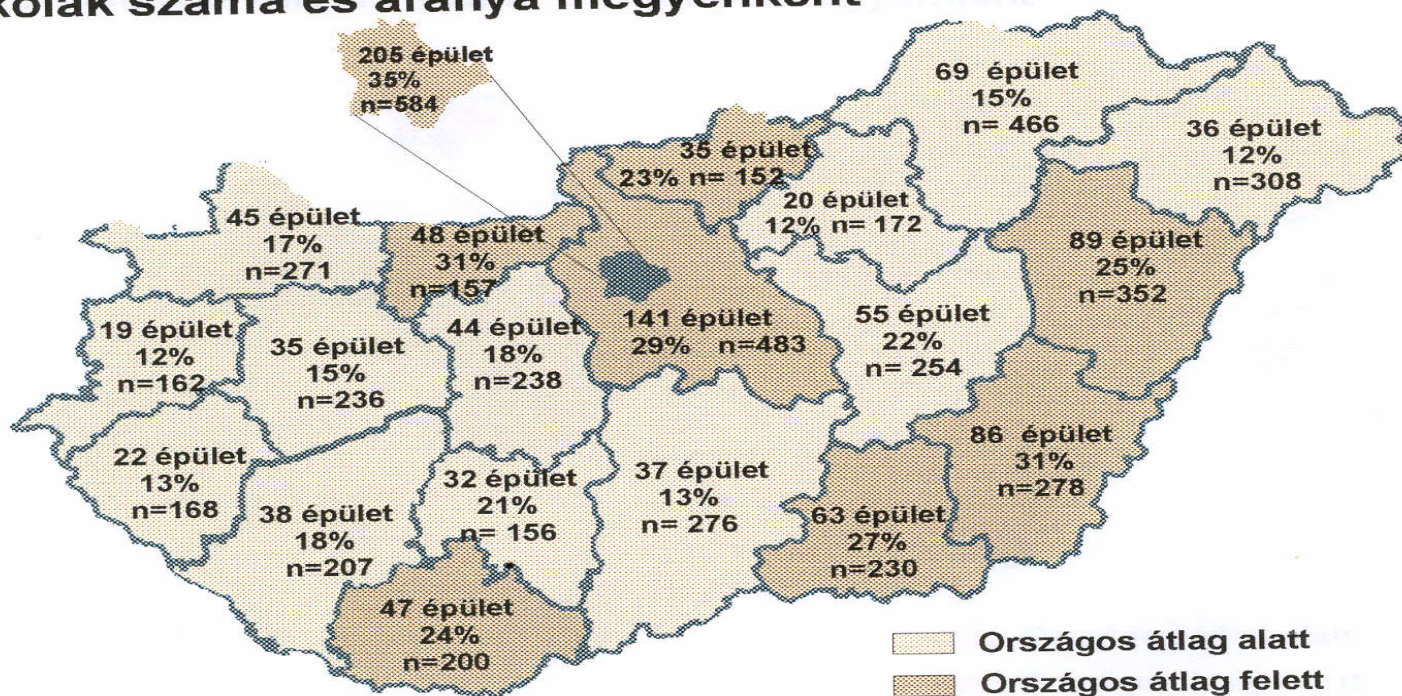 száma és aránya megyénként
205 épület
35%
n=584
69 épület
15%
n= 466
36 épület
12%
n=308
35 épület
23% n= 152
20 épület
12% n= 172
45 épület
17%
n=271
48 épület
31%
n=157
89 épület
25%
n=352
19 épület
12%
n=162
35 épület
15%
n=236
44 épület
18%
n=238
141 épület
29% n=483
55 épület
22%
n= 254
22 épület
13%
n=168
38 épület
18%
n=207
32 épület
21%
n= 156
37 épület
13%
n= 276
86 épület
31%
n=278
63 épület
27%
n=230
47 épület
24%
n=200
Országos átlag alatt
Országos átlag felett